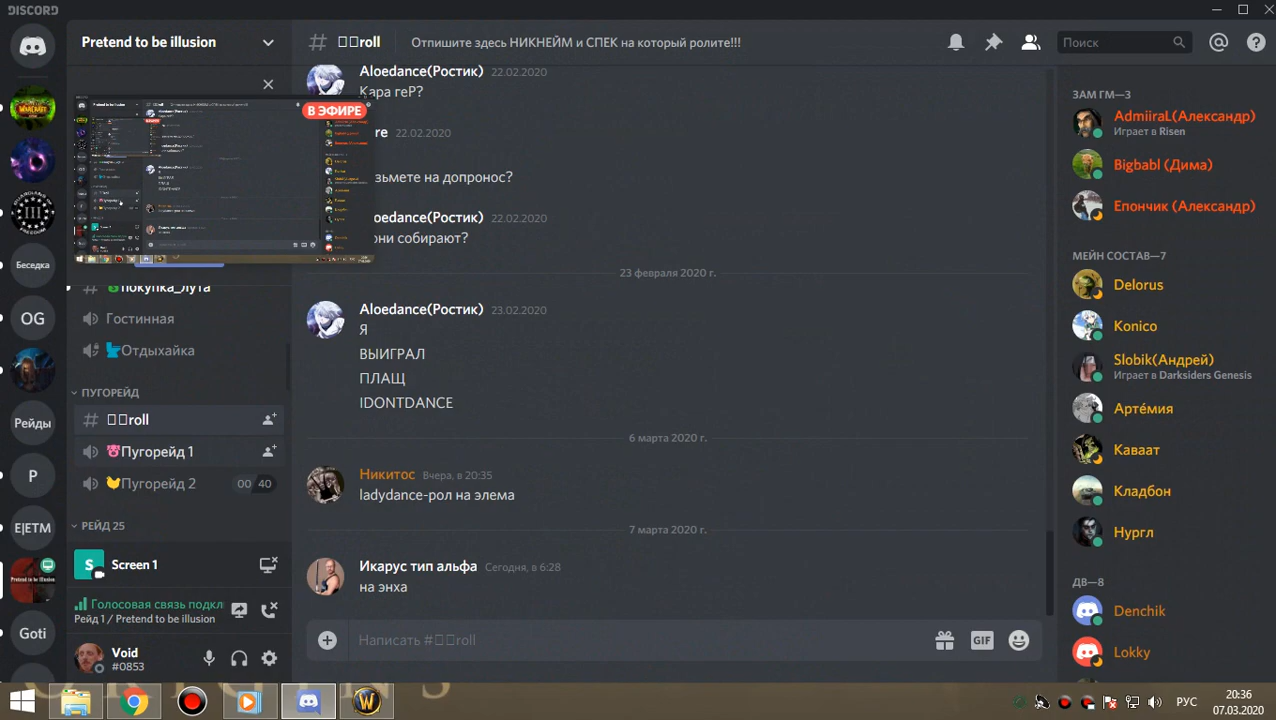 DISCORD
Pretend to be illusion
# roll
Отпишите здесь НИКНЕЙМ и СПЕК на который ролите!!!
Поиск
В ЭФИРЕ
покупка_лута
Гостинная
Отдыхайка
ПУГОРЕЙД
roll
Пугорейд 1
Пугорейд 2
00 40
РЕЙД 25
Screen 1
Голосовая связь подкл
Рейд 1 / Pretend to be illusion
Void
#0853
Беседка
OG
Рейды
P
E|ETM
Pretend to be Illusion
Goti
Aloedance(Ростик) 22.02.2020
Кара геР?
22.02.2020
зьмете на допронос?
oedance(Ростик) 22.02.2020
они собирают?
23 февраля 2020 г.
Aloedance(Ростик) 23.02.2020
Я
ВЫИГРАЛ
ПЛАЩ
IDONTDANCE
6 марта 2020 г.
Никитос Вчера, в 20:35
ladydance-рол на элема
7 марта 2020 г.
Икарус тип альфа Сегодня, в 6:28
на энха
Написать #roll
GIF
ЗАМ ГМ—3
AdmiiraL(Александр)
Играет в Risen
Bigbabl (Дима)
Епончик (Александр)
МЕЙН СОСТАВ—7
Delorus
Konico
Slobik(Андрей)
Играет в Darksiders Genesis
Артéмия
Каваат
Кладбон
Нургл
ДВ—8
Denchik
Lokky
РУС
20:36
07.03.2020